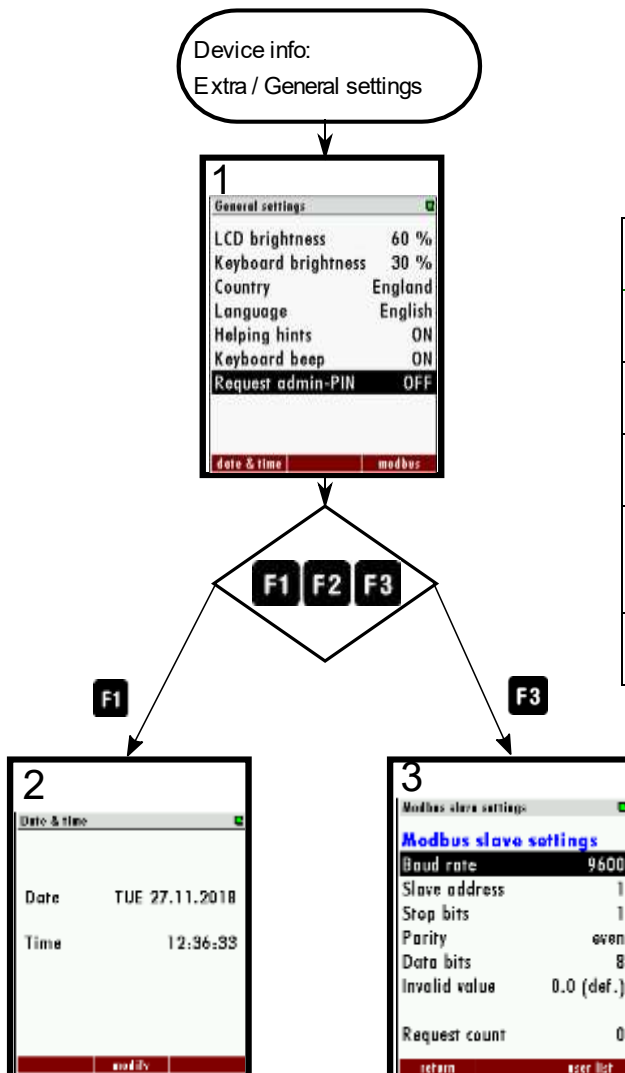 Device info:
Extra / General settings
1
General settings
LCD brightness 60 %
Keyboard brightness 30 %
Country England
Language English
Helping hints ON
Keyboard beep ON
Request admin-PIN OFF
date & time modbus
F1 F2 F3
F1
F3
2
Date & time
Date TUE 27.11.2018
Time 12:36:33
modify
3
Modbus slave settings
Modbus slave settings
Baud rate 9600
Slave address 1
Stop bits 1
Parity even
Data bits 8
Invalid value 0.0 (def.)
Request count 0
return user list